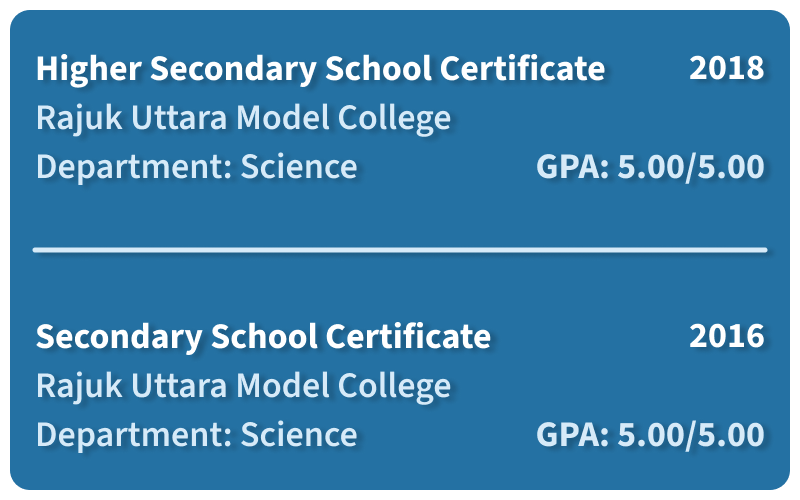 Higher Secondary School Certificate 2018
Rajuk Uttara Model College
Department: Science GPA: 5.00/5.00
Secondary School Certificate 2016
Rajuk Uttara Model College
Department: Science GPA: 5.00/5.00